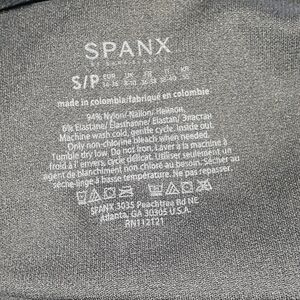 SPANX
S/P
made in colombia/fabriqué en colombie
94% Nylon/Nailon/
6% Elastane/Elasthanne/Elastan/Эластан
Machine wash cold, gentle cycle, inside out.
Only non-chlorine bleach when needed.
Tumble dry low. Do not iron. Laver à la machine à
froid à l'envers. Cycle délicat. Utiliser seulement un
agent de blanchiment non chloré au besoin. Sèche au
sèche-linge à basse température. Ne pas repasser.
SPANX 3035 Peachtree Rd NE
Atlanta, GA 30305 U.S.A.
RN112121